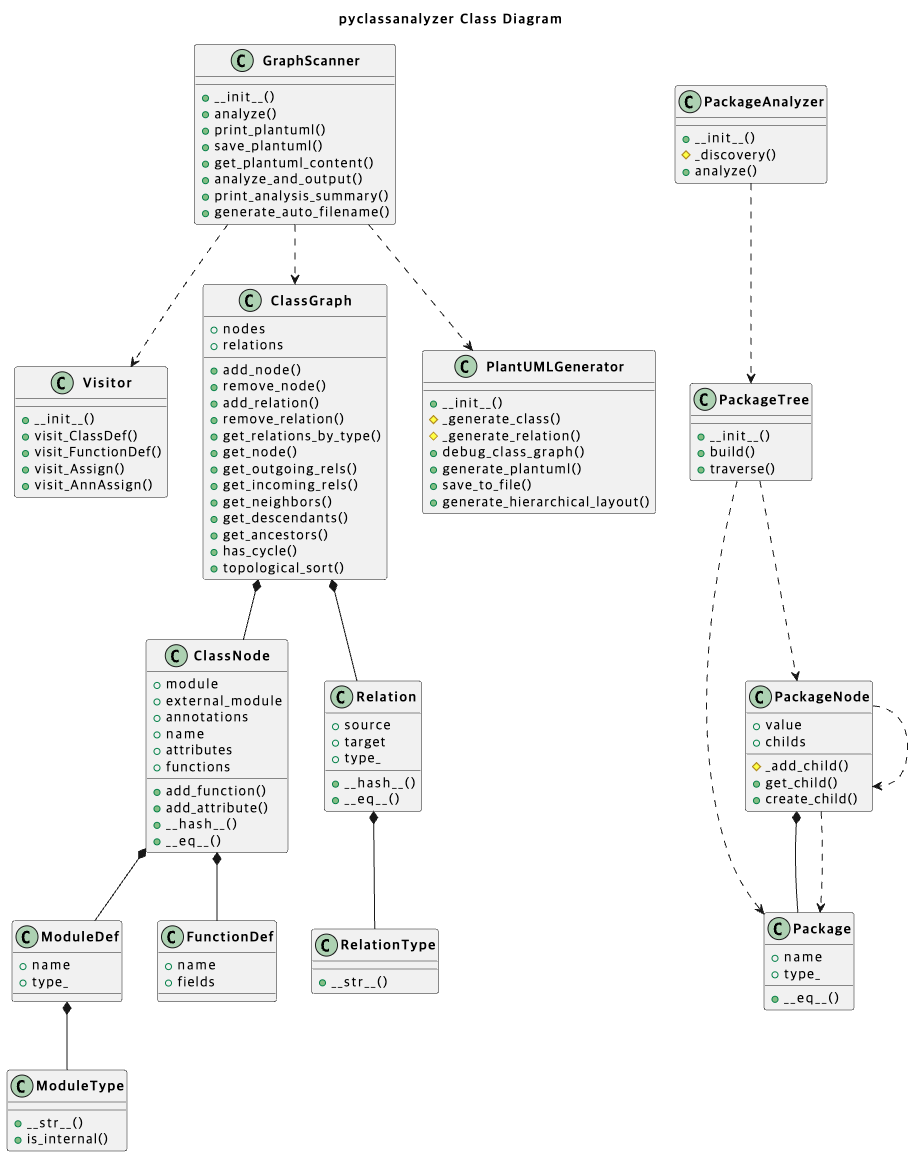 pyclassanalyzer Class Diagram
C GraphScanner
__init__()
analyze()
print_plantuml()
save_plantuml()
get_plantuml_content()
analyze_and_output()
print_analysis_summary()
generate_auto_filename()
C PackageAnalyzer
__init__()
_discovery()
analyze()
C ClassGraph
nodes
relations
add_node()
remove_node()
add_relation()
remove_relation()
get_relations_by_type()
get_node()
get_outgoing_rels()
get_incoming_rels()
get_neighbors()
get_descendants()
get_ancestors()
has_cycle()
topological_sort()
C Visitor
__init__()
visit_ClassDef()
visit_FunctionDef()
visit_Assign()
visit_AnnAssign()
C PlantUMLGenerator
__init__()
_generate_class()
_generate_relation()
debug_class_graph()
generate_plantuml()
save_to_file()
generate_hierarchical_layout()
C PackageTree
__init__()
build()
traverse()
C ClassNode
module
external_module
annotations
name
attributes
functions
add_function()
add_attribute()
__hash__()
__eq__()
C Relation
source
target
type_
__hash__()
__eq__()
C PackageNode
value
childs
_add_child()
get_child()
create_child()
C ModuleDef
name
type_
C FunctionDef
name
fields
C RelationType
__str__()
C Package
name
type_
__eq__()
C ModuleType
__str__()
is_internal()